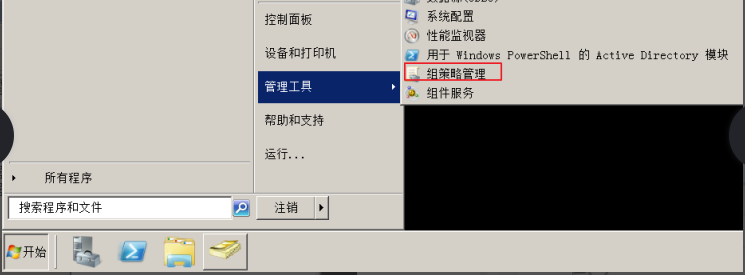 控制面板
设备和打印机
管理工具
帮助和支持
运行...
系统配置
性能监视器
用于 Windows PowerShell 的 Active Directory 模块
组策略管理
组件服务
所有程序
搜索程序和文件
注销
开始